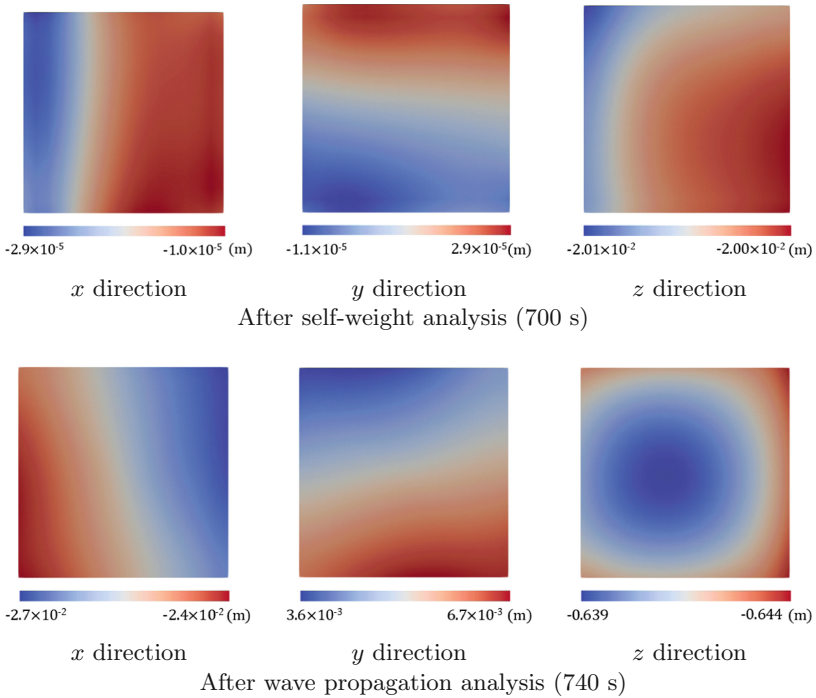 -2.9×10⁻⁵ -1.0×10⁻⁵ (m) -1.1×10⁻⁵ 2.9×10⁻⁵(m) -2.01×10⁻² -2.00×10⁻² (m)
x direction y direction z direction
After self-weight analysis (700 s)
-2.7×10⁻² -2.4×10⁻² (m) 3.6×10⁻³ 6.7×10⁻³ (m) -0.639 -0.644 (m)
x direction y direction z direction
After wave propagation analysis (740 s)